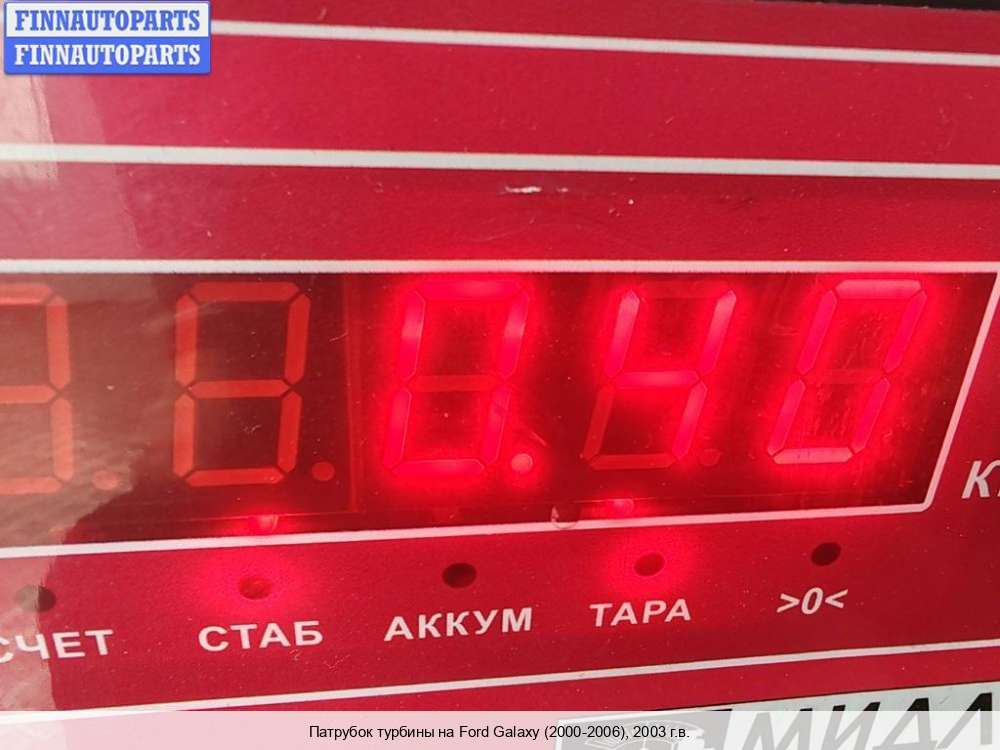 FINNAUTOPARTS
FINNAUTOPARTS
0.40
СТАБ АККУМ ТАРА >0<
Патрубок турбины на Ford Galaxy (2000-2006), 2003 г.в.